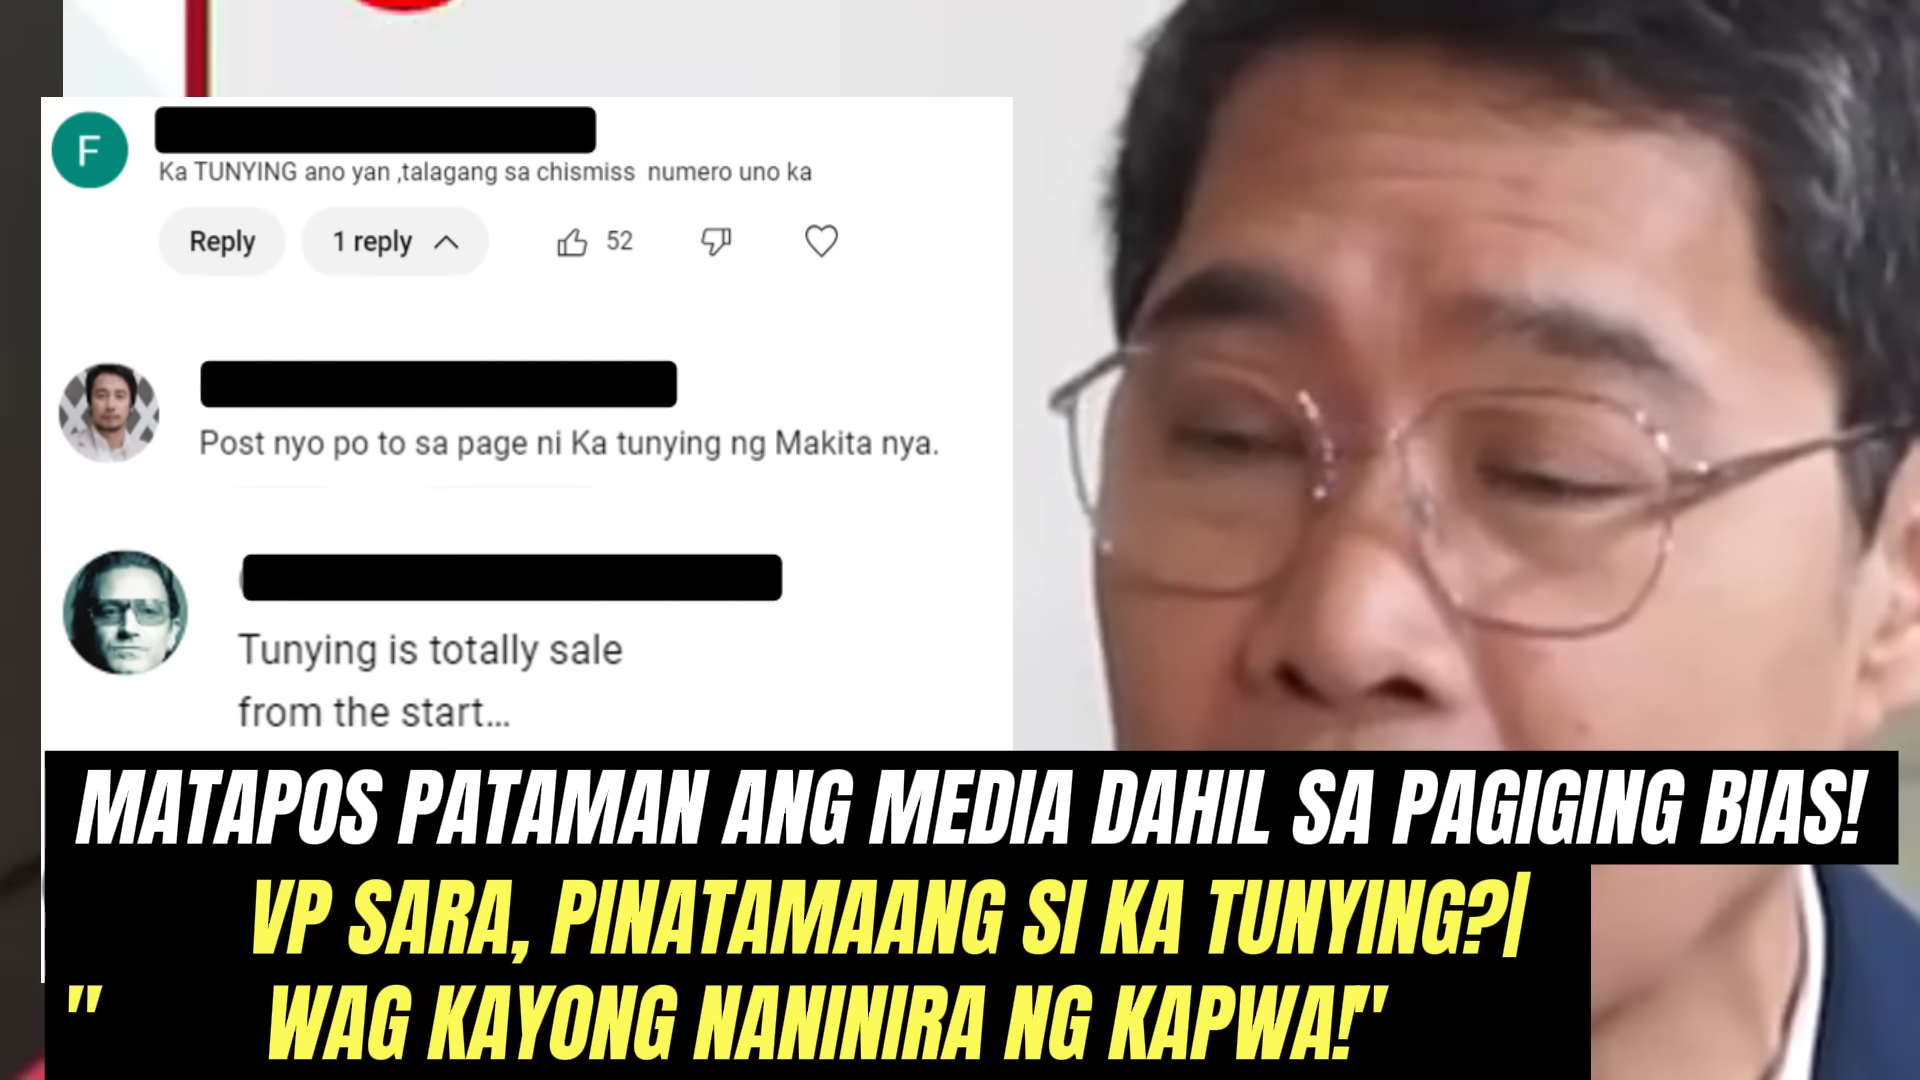 F
Ka TUNYING ano yan ,talagang sa chismiss numero uno ka
Reply
1 reply
52
Post nyo po to sa page ni Ka tunying ng Makita nya.
Tunying is totally sale
from the start...
MATAPOS PATAMAN ANG MEDIA DAHIL SA PAGIGING BIAS!
VP SARA, PINATAMAANG SI KA TUNYING?|
" WAG KAYONG NANINIRA NG KAPWA!"